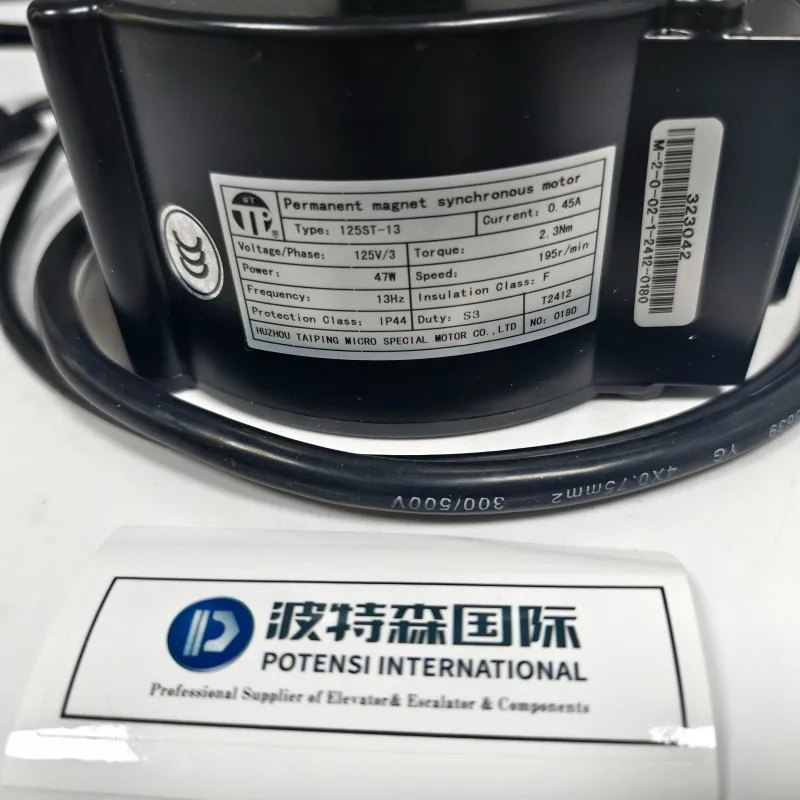 WT
TP®
Permanent magnet synchronous motor
Type: 125ST-13
Current: 0.45A
Voltage/Phase: 125V/3
Torque: 2.3Nm
Power: 47W
Speed: 195r/min
Frequency: 13Hz
Insulation Class: F
Protection Class: IP44
Duty: S3
T2412
NO: 0180
HUZHOU TAIPING MICRO SPECIAL MOTOR CO.,LTD
323042
M-2-0-02-1-2412-0180
300/500V 4X0.75mm2 YG
波特森国际
POTENSI INTERNATIONAL
Professional Supplier of Elevator& Escalator & Components